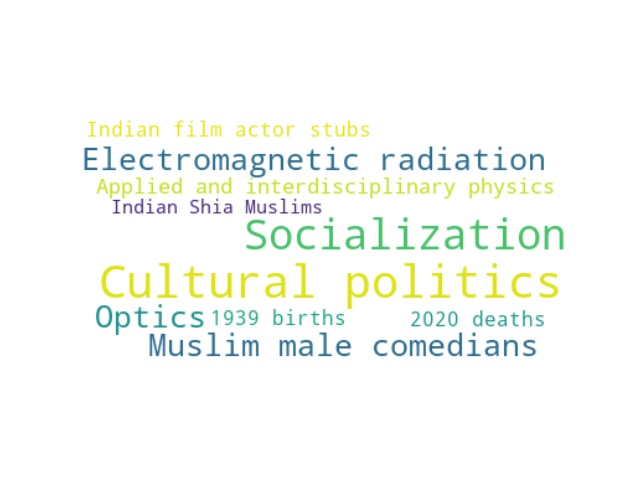 Indian film actor stubs
Electromagnetic radiation
Applied and interdisciplinary physics
Indian Shia Muslims
Socialization
Cultural politics
Optics 1939 births 2020 deaths
Muslim male comedians